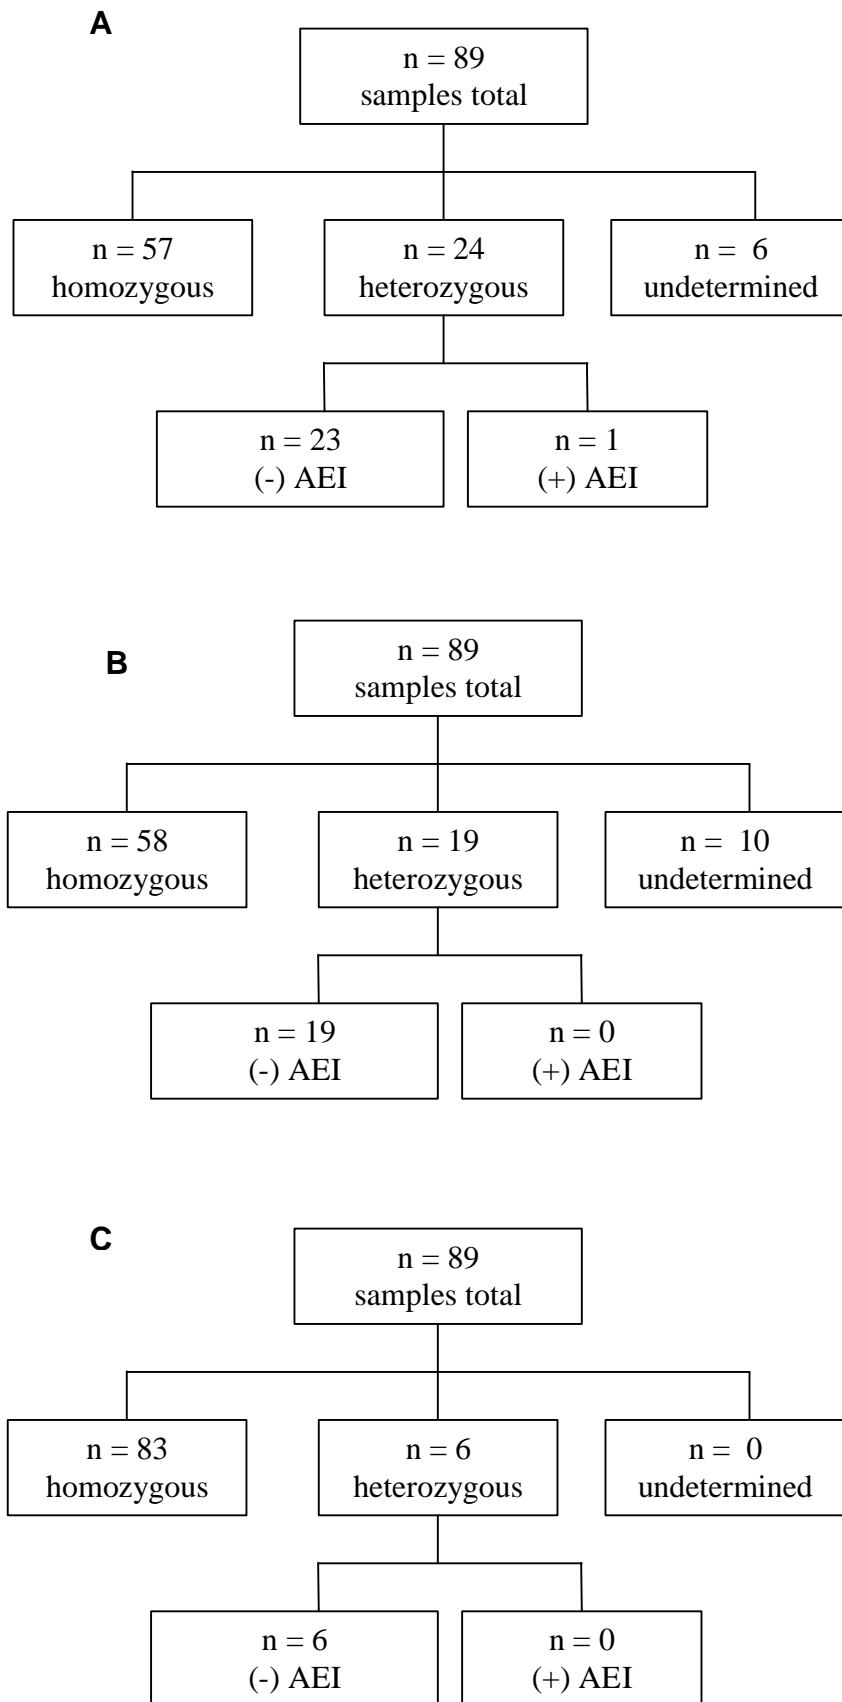 A
n = 89
samples total
n = 57
homozygous
n = 24
heterozygous
n = 6
undetermined
n = 23
(-) AEI
n = 1
(+) AEI
B
n = 89
samples total
n = 58
homozygous
n = 19
heterozygous
n = 10
undetermined
n = 19
(-) AEI
n = 0
(+) AEI
C
n = 89
samples total
n = 83
homozygous
n = 6
heterozygous
n = 0
undetermined
n = 6
(-) AEI
n = 0
(+) AEI